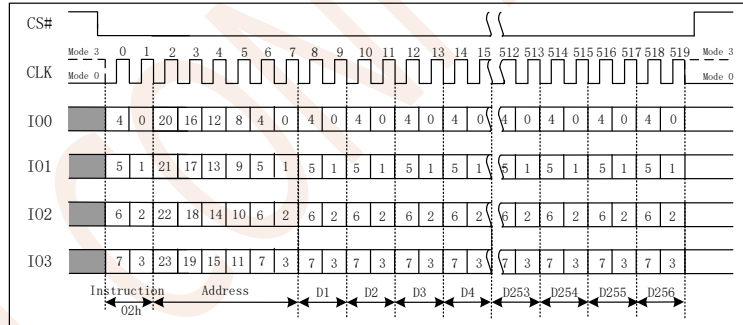 CS#
Mode 3 0 1 2 3 4 5 6 7 8 9 10 11 12 13 14 15 512 513 514 515 516 517 518 519 Mode 3
CLK
Mode 0 Mode 0
IO0 4 0 20 16 12 8 4 0 4 0 4 0 4 0 4 0 4 0 4 0 4 0 4 0
IO1 5 1 21 17 13 9 5 1 5 1 5 1 5 1 5 1 5 1 5 1 5 1 5 1
IO2 6 2 22 18 14 10 6 2 6 2 6 2 6 2 6 2 6 2 6 2 6 2 6 2
IO3 7 3 23 19 15 11 7 3 7 3 7 3 7 3 7 3 7 3 7 3 7 3 7 3
Instruction Address D1 D2 D3 D4 D253 D254 D255 D256
02h